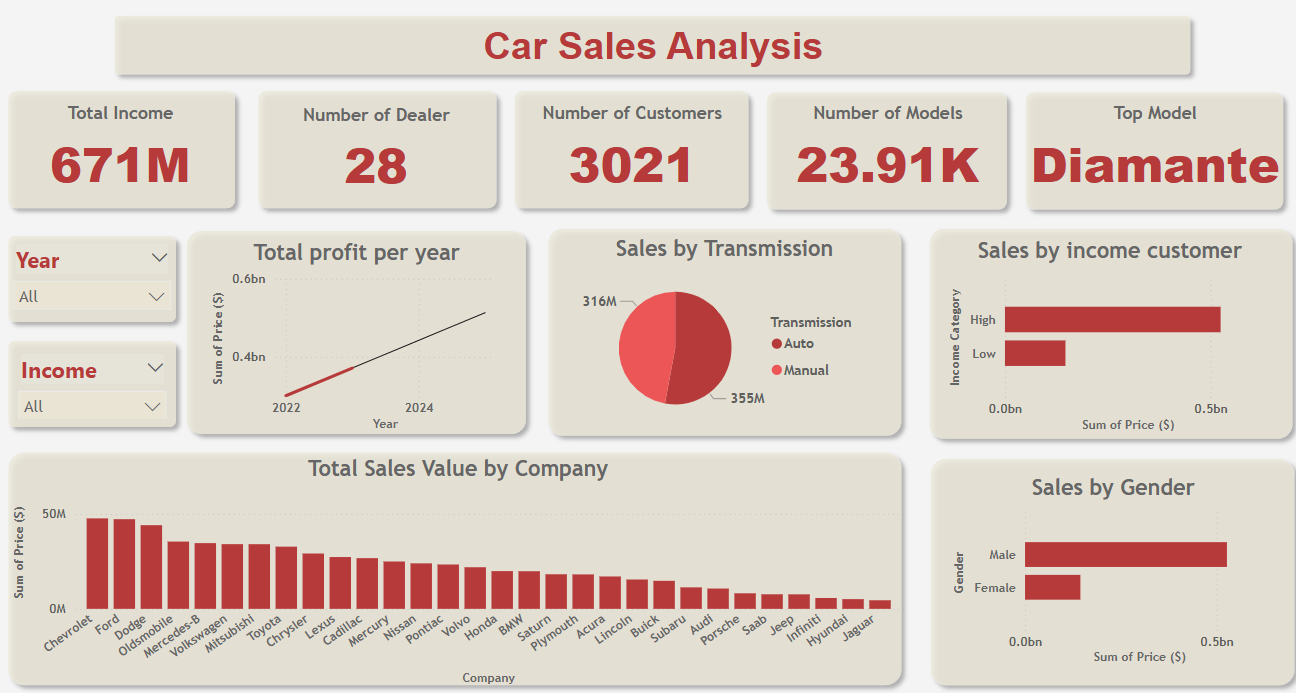 Car Sales Analysis
Total Income
671M
Number of Dealer
28
Number of Customers
3021
Number of Models
23.91K
Top Model
Diamante
Year
All
Income
All
Total profit per year
Sum of Price ($)
0.6bn
0.4bn
2022
2024
Year
Sales by Transmission
316M
355M
Transmission
Auto
Manual
Sales by income customer
Income Category
High
Low
0.0bn
0.5bn
Sum of Price ($)
Total Sales Value by Company
Sum of Price ($)
50M
0M
Chevrolet
Ford
Dodge
Oldsmobile
Mercedes-B
Volkswagen
Mitsubishi
Toyota
Chrysler
Lexus
Cadillac
Mercury
Nissan
Pontiac
Volvo
Honda
BMW
Saturn
Plymouth
Acura
Lincoln
Buick
Subaru
Audi
Porsche
Saab
Jeep
Infiniti
Hyundai
Jaguar
Company
Sales by Gender
Gender
Male
Female
0.0bn
0.5bn
Sum of Price ($)